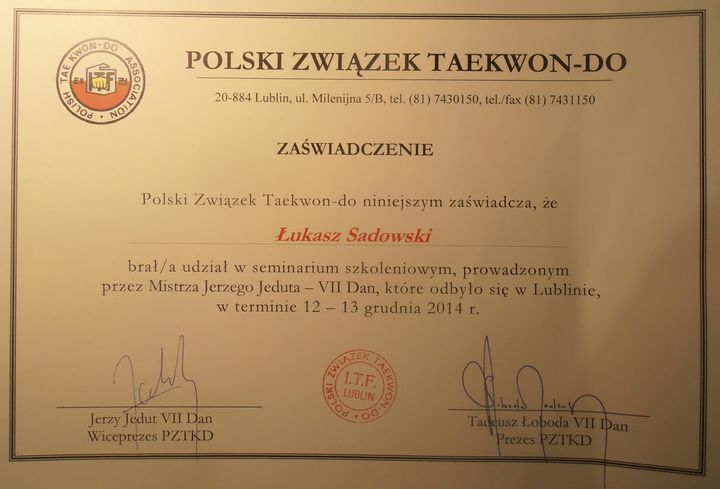 POLISH TAE KWON-DO ASSOCIATION
POLSKI ZWIĄZEK TAEKWON-DO
20-884 Lublin, ul. Milenijna 5/B, tel. (81) 7430150, tel./fax (81) 7431150
ZAŚWIADCZENIE
Polski Związek Taekwon-do niniejszym zaświadcza, że
Łukasz Sadowski
brał/a udział w seminarium szkoleniowym, prowadzonym
przez Mistrza Jerzego Jeduta – VII Dan, które odbyło się w Lublinie,
w terminie 12 – 13 grudnia 2014 r.
POLSKI ZWIĄZEK TAEKWON-DO
I.T.F.
LUBLIN
Jerzy Jedut VII Dan
Wiceprezes PZTKD
Tadeusz Łoboda VII Dan
Prezes PZTKD